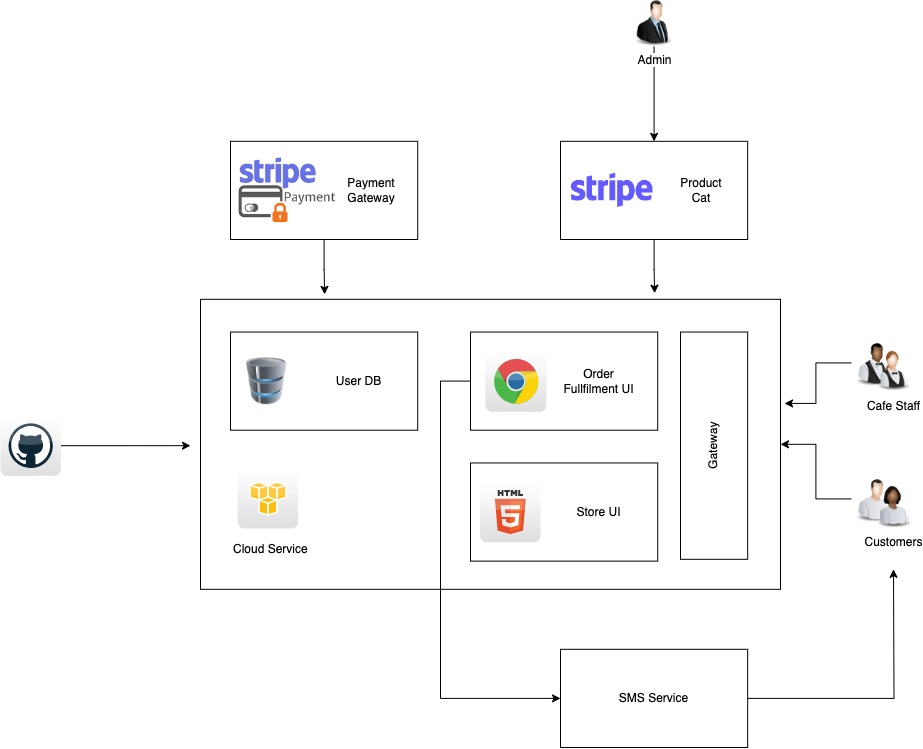 Admin
stripe
Payment
Payment
Gateway
stripe
Product
Cat
User DB
Order
Fullfilment UI
Gateway
Cafe Staff
HTML
5
Store UI
Cloud Service
Customers
SMS Service